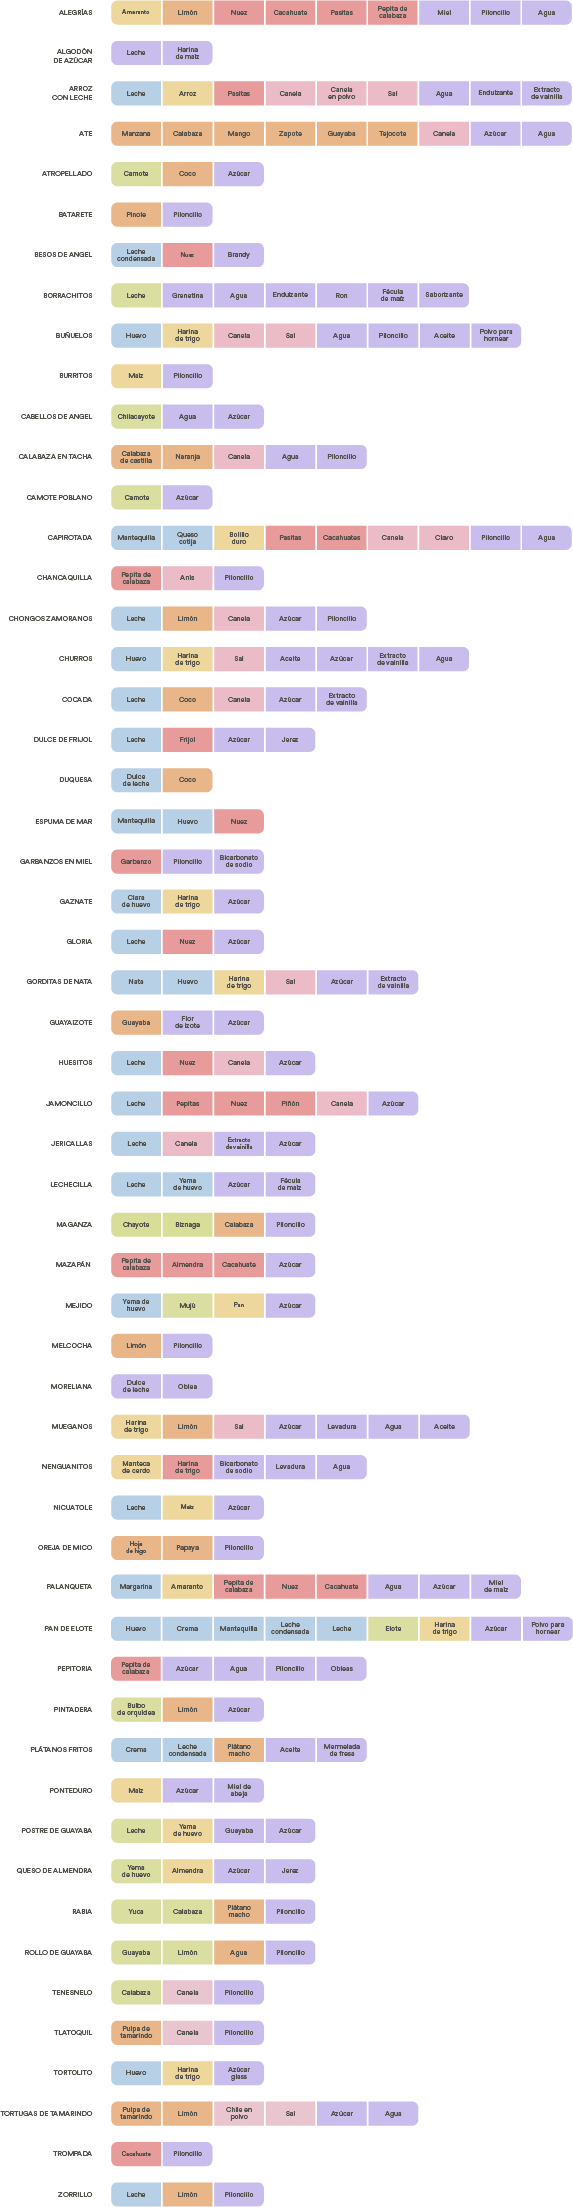 ALEGRÍAS Amaranto Limón Nuez Cacahuate Pasitas Pepita de calabaza Miel Piloncillo Agua
ALGODÓN DE AZÚCAR Leche Harina de maíz
ARROZ CON LECHE Leche Arroz Pasitas Canela Canela en polvo Sal Agua Endulzante Extracto de vainilla
ATE Manzana Calabaza Mango Zapote Guayaba Tejocote Canela Azúcar Agua
ATROPELLADO Camote Coco Azúcar
BATARETE Pinole Piloncillo
BESOS DE ANGEL Leche condensada Nuez Brandy
BORRACHITOS Leche Granetina Agua Endulzante Ron Fécula de maíz Saborizante
BUÑUELOS Huevo Harina de trigo Canela Sal Agua Piloncillo Aceite Polvo para hornear
BURRITOS Maíz Piloncillo
CABELLOS DE ANGEL Chilacayote Agua Azúcar
CALABAZA EN TACHA Calabaza de castilla Naranja Canela Agua Piloncillo
CAMOTE POBLANO Camote Azúcar
CAPIROTADA Mantequilla Queso cotija Bolillo duro Pasitas Cacahuates Canela Clavo Piloncillo Agua
CHANCAQUILLA Pepita de calabaza Anís Piloncillo
CHONGOS ZAMORANOS Leche Limón Canela Azúcar Piloncillo
CHURROS Huevo Harina de trigo Sal Aceite Azúcar Extracto de vainilla Agua
COCADA Leche Coco Canela Azúcar Extracto de vainilla
DULCE DE FRIJOL Leche Frijol Azúcar Jerez
DUQUESA Dulce de leche Coco
ESPUMA DE MAR Mantequilla Huevo Nuez
GARBANZOS EN MIEL Garbanzo Piloncillo Bicarbonato de sodio
GAZNATE Clara de huevo Harina de trigo Azúcar
GLORIA Leche Nuez Azúcar
GORDITAS DE NATA Nata Huevo Harina de trigo Sal Azúcar Extracto de vainilla
GUAYAIZOTE Guayaba Flor de izote Azúcar
HUESITOS Leche Nuez Canela Azúcar
JAMONCILLO Leche Pepitas Nuez Piñón Canela Azúcar
JERICALLAS Leche Canela Extracto de vainilla Azúcar
LECHECILLA Leche Yema de huevo Azúcar Fécula de maíz
MAGANZA Chayote Biznaga Calabaza Piloncillo
MAZAPÁN Pepita de calabaza Almendra Cacahuate Azúcar
MEJIDO Yema de huevo Mujú Pan Azúcar
MELCOCHA Limón Piloncillo
MORELIANA Dulce de leche Oblea
MUEGANOS Harina de trigo Limón Sal Azúcar Levadura Agua Aceite
NENGUANITOS Manteca de cerdo Harina de trigo Bicarbonato de sodio Levadura Agua
NICUATOLE Leche Maíz Azúcar
OREJA DE MICO Hoja de higo Papaya Piloncillo
PALANQUETA Margarina Amaranto Pepita de calabaza Nuez Cacahuate Agua Azúcar Miel de maíz
PAN DE ELOTE Huevo Crema Mantequilla Leche condensada Leche Elote Harina de trigo Azúcar Polvo para hornear
PEPITORIA Pepita de calabaza Azúcar Agua Piloncillo Obleas
PINTADERA Bulbo de orquídea Limón Azúcar
PLÁTANOS FRITOS Crema Leche condensada Plátano macho Aceite Mermelada de fresa
PONTEDURO Maíz Azúcar Miel de abeja
POSTRE DE GUAYABA Leche Yema de huevo Guayaba Azúcar
QUESO DE ALMENDRA Yema de huevo Almendra Azúcar Jerez
RABIA Yuca Calabaza Plátano macho Piloncillo
ROLLO DE GUAYABA Guayaba Limón Agua Piloncillo
TENESNELO Calabaza Canela Piloncillo
TLATOQUIL Pulpa de tamarindo Canela Piloncillo
TORTOLITO Huevo Harina de trigo Azúcar glass
TORTUGAS DE TAMARINDO Pulpa de tamarindo Limón Chile en polvo Sal Azúcar Agua
TROMPADA Cacahuate Piloncillo
ZORRILLO Leche Limón Piloncillo